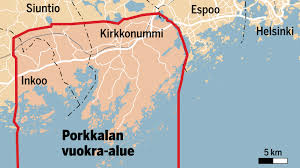 Siuntio
Espoo
Helsinki
Kirkkonummi
Inkoo
Porkkalan
vuokra-alue
5 km